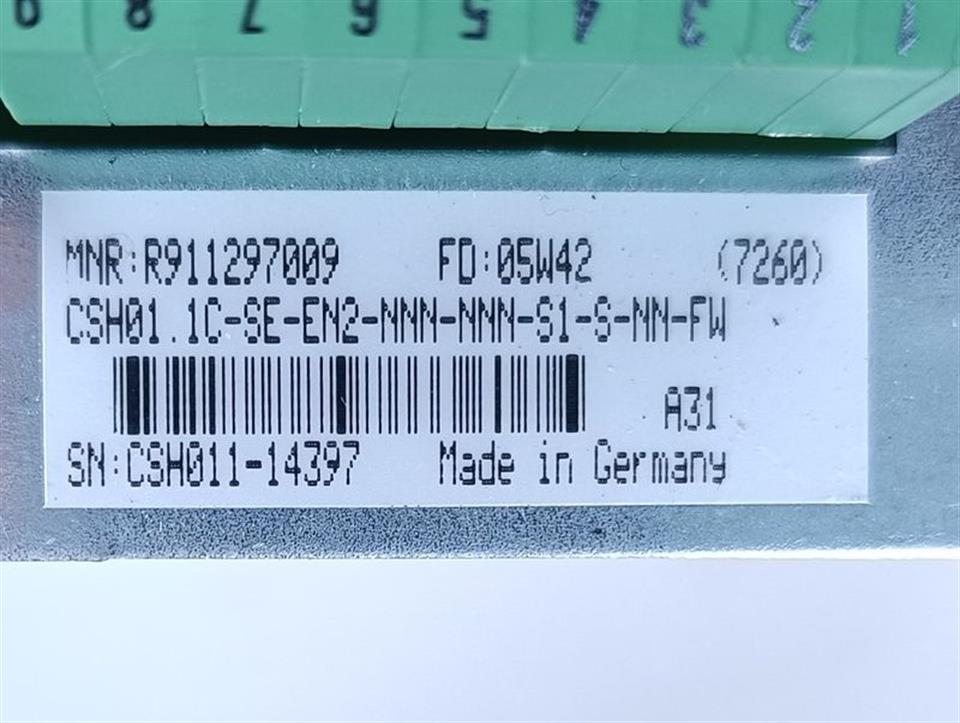 9 8 7 6 5 4 3 2 1
MNR:R911297009 FD:05W42 (7260)
CSH01.1C-SE-EN2-NNN-NNN-S1-S-NN-FW
A31
SN:CSH011-14397 Made in Germany